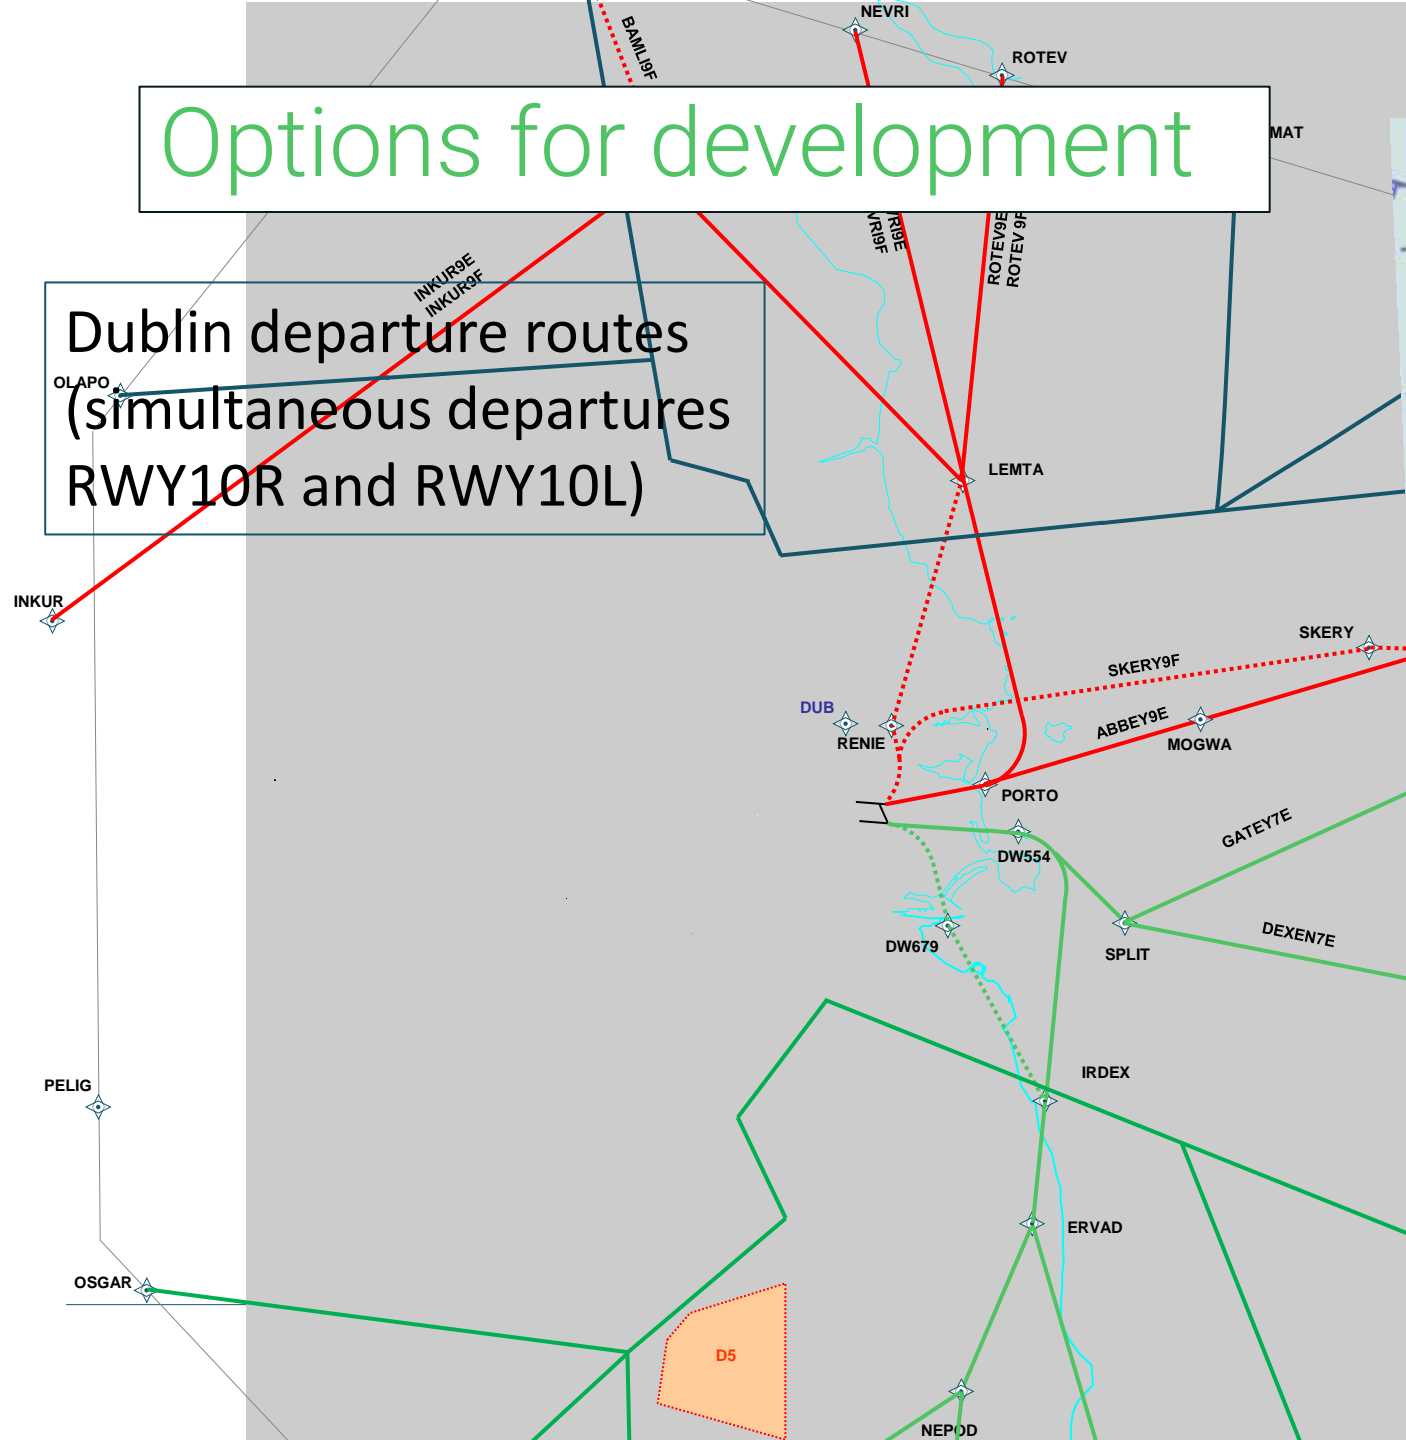 NEVRI
BAMLI9F
ROTEV
Options for development
MAT
VRI9E
VRI9F
ROTEV9E
ROTEV 9F
INKUR9E
INKUR9F
Dublin departure routes
OLAPO
(simultaneous departures
RWY10R and RWY10L)
LEMTA
INKUR
SKERY
SKERY9F
DUB
RENIE
ABBEY9E
MOGWA
PORTO
GATEY7E
DW554
DEXEN7E
DW679
SPLIT
IRDEX
PELIG
ERVAD
OSGAR
D5
NEPOD